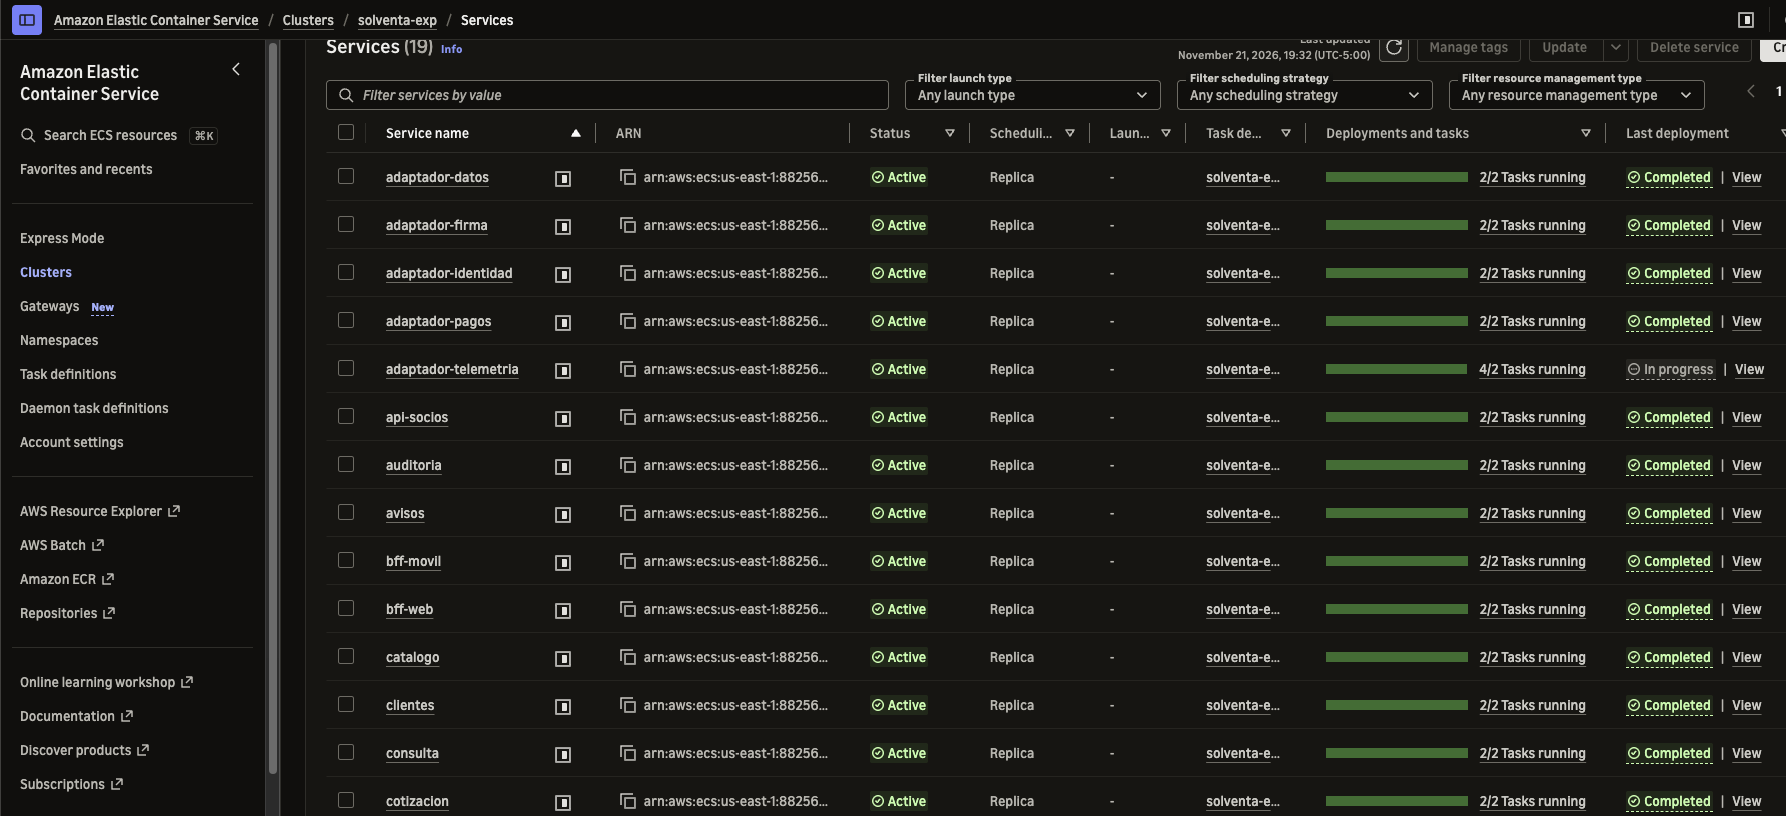 Amazon Elastic Container Service / Clusters / solventa-exp / Services
Amazon Elastic
Container Service
Search ECS resources ⌘K
Favorites and recents
Express Mode
Clusters
Gateways New
Namespaces
Task definitions
Daemon task definitions
Account settings
AWS Resource Explorer
AWS Batch
Amazon ECR
Repositories
Online learning workshop
Documentation
Discover products
Subscriptions
Services (19) Info
Last updated
November 21, 2026, 19:32 (UTC-5:00)
Manage tags
Update
Delete service
Filter services by value
Filter launch type
Any launch type
Filter scheduling strategy
Any scheduling strategy
Filter resource management type
Any resource management type
1
Service name ARN Status Scheduli... Laun... Task de... Deployments and tasks Last deployment
adaptador-datos arn:aws:ecs:us-east-1:88256... Active Replica - solventa-e... 2/2 Tasks running Completed | View
adaptador-firma arn:aws:ecs:us-east-1:88256... Active Replica - solventa-e... 2/2 Tasks running Completed | View
adaptador-identidad arn:aws:ecs:us-east-1:88256... Active Replica - solventa-e... 2/2 Tasks running Completed | View
adaptador-pagos arn:aws:ecs:us-east-1:88256... Active Replica - solventa-e... 2/2 Tasks running Completed | View
adaptador-telemetria arn:aws:ecs:us-east-1:88256... Active Replica - solventa-e... 4/2 Tasks running In progress | View
api-socios arn:aws:ecs:us-east-1:88256... Active Replica - solventa-e... 2/2 Tasks running Completed | View
auditoria arn:aws:ecs:us-east-1:88256... Active Replica - solventa-e... 2/2 Tasks running Completed | View
avisos arn:aws:ecs:us-east-1:88256... Active Replica - solventa-e... 2/2 Tasks running Completed | View
bff-movil arn:aws:ecs:us-east-1:88256... Active Replica - solventa-e... 2/2 Tasks running Completed | View
bff-web arn:aws:ecs:us-east-1:88256... Active Replica - solventa-e... 2/2 Tasks running Completed | View
catalogo arn:aws:ecs:us-east-1:88256... Active Replica - solventa-e... 2/2 Tasks running Completed | View
clientes arn:aws:ecs:us-east-1:88256... Active Replica - solventa-e... 2/2 Tasks running Completed | View
consulta arn:aws:ecs:us-east-1:88256... Active Replica - solventa-e... 2/2 Tasks running Completed | View
cotizacion arn:aws:ecs:us-east-1:88256... Active Replica - solventa-e... 2/2 Tasks running Completed | View